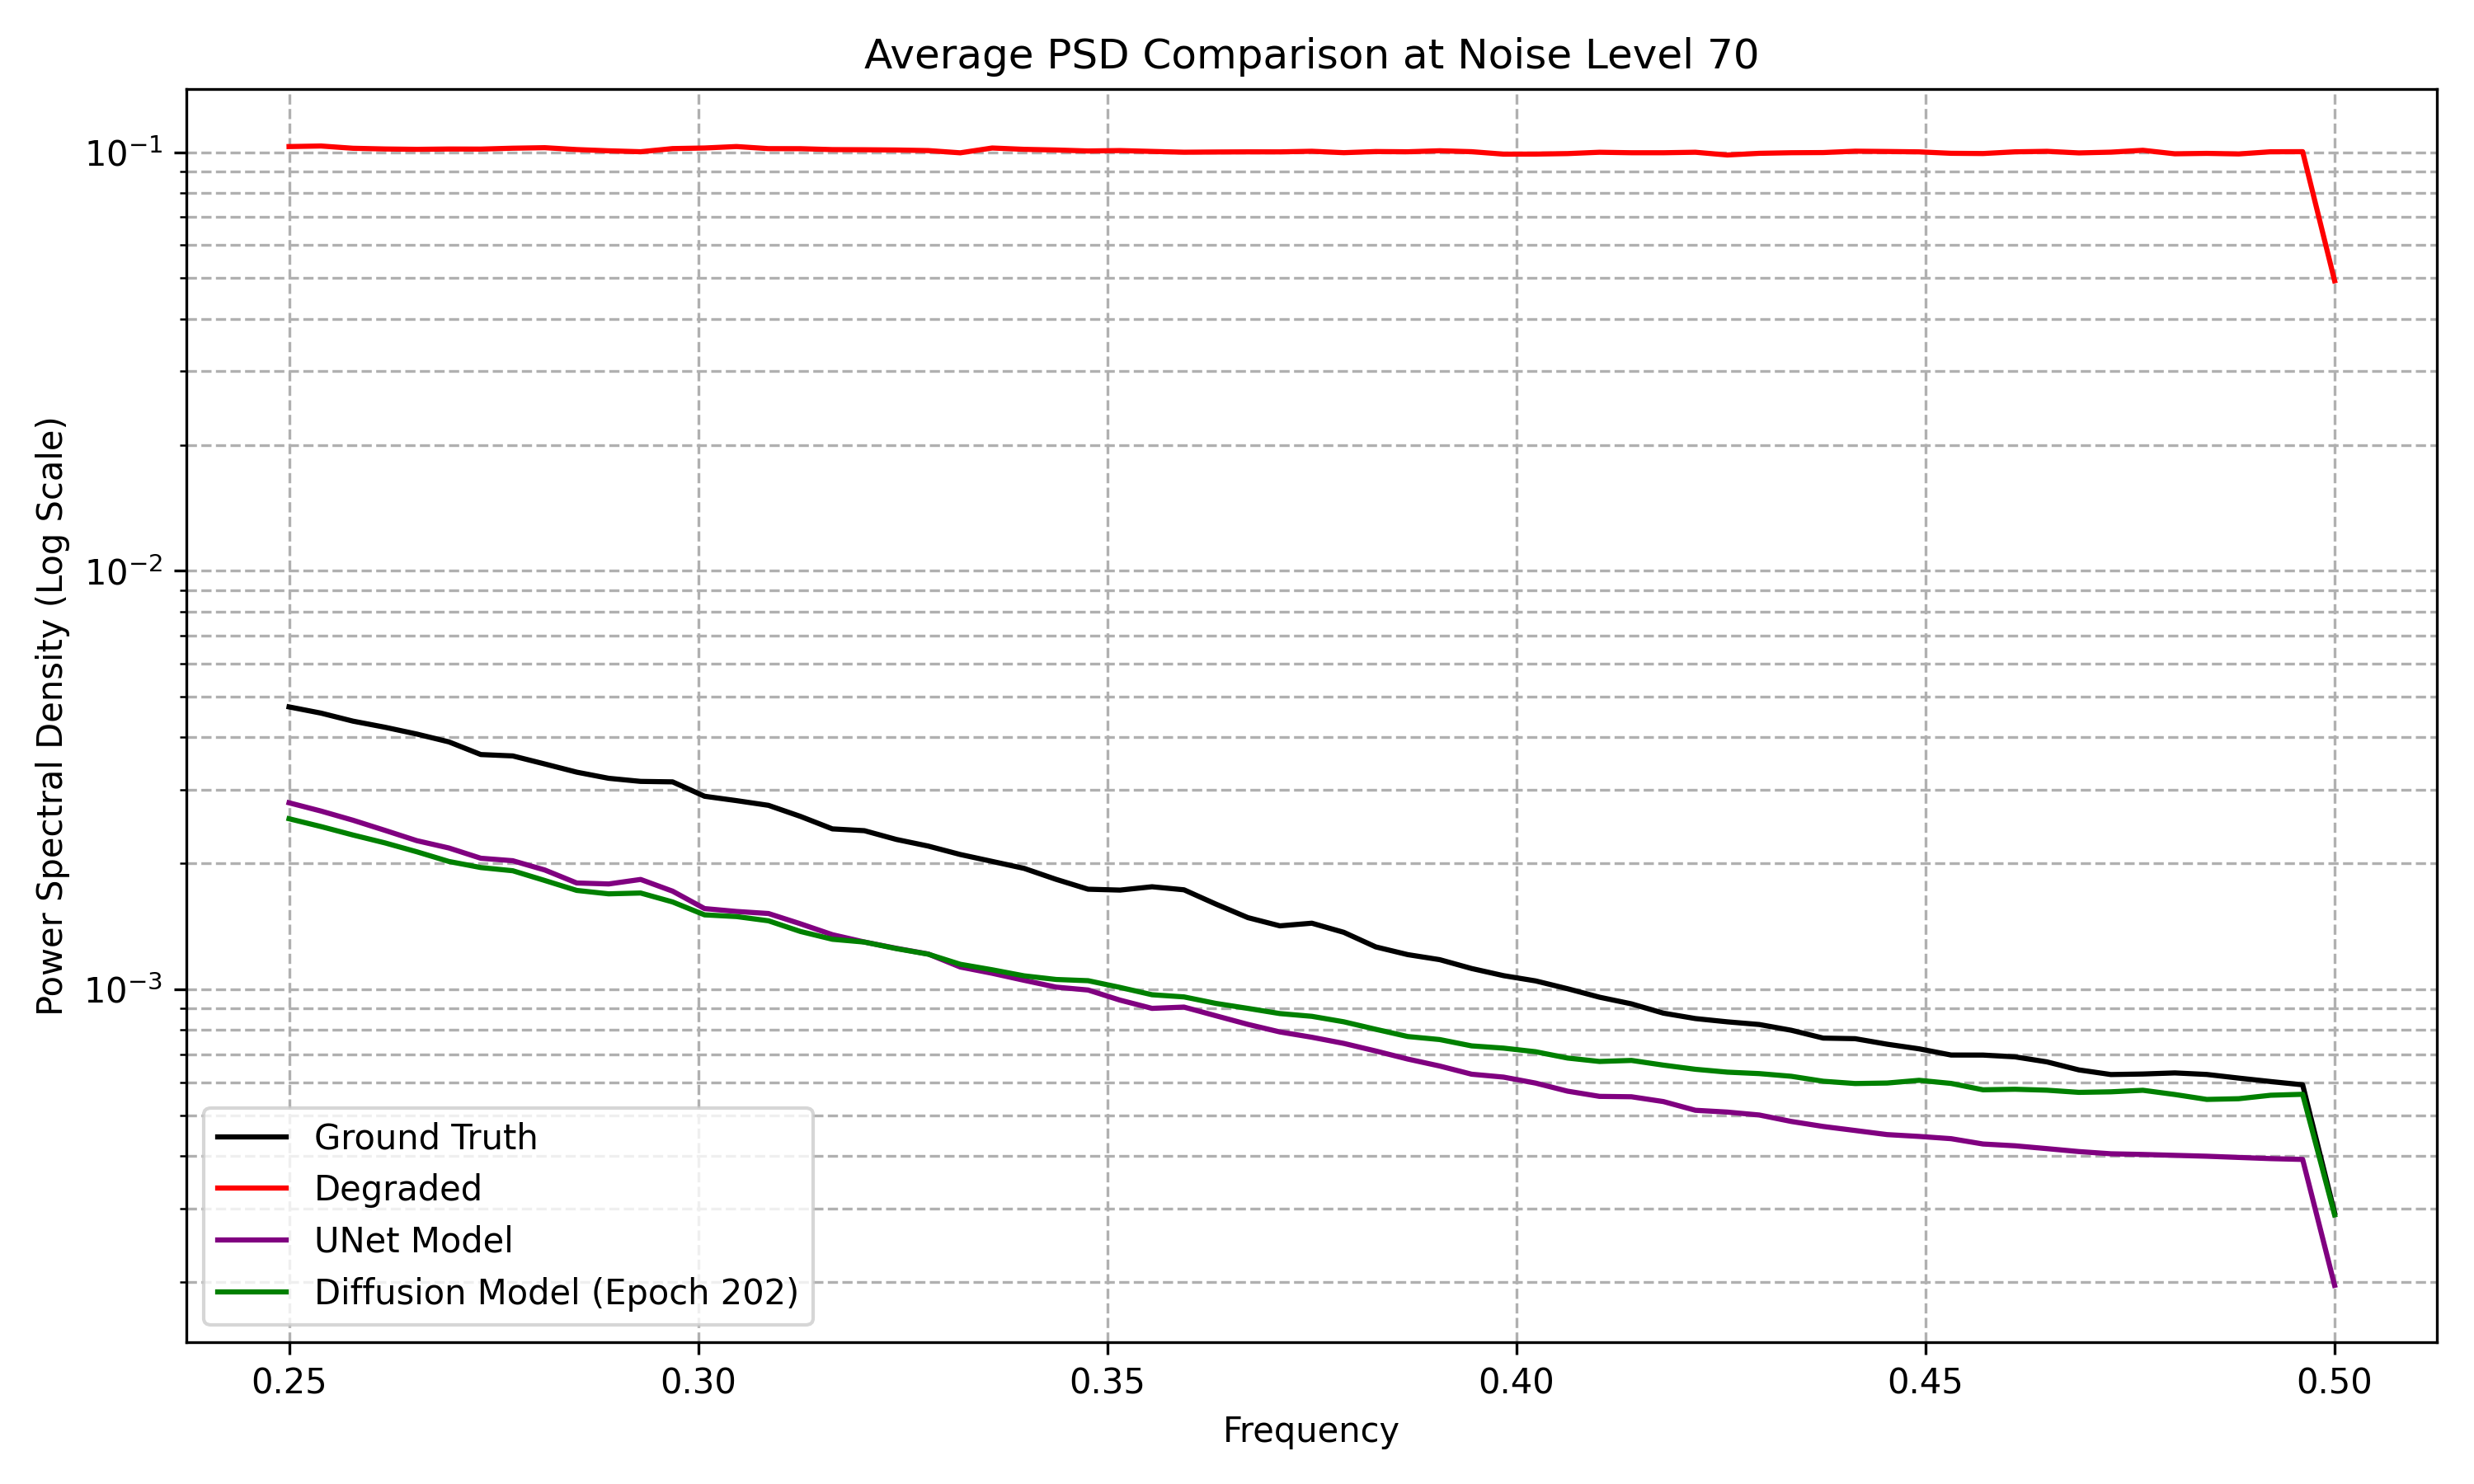 Average PSD Comparison at Noise Level 70
Power Spectral Density (Log Scale)
10⁻¹
10⁻²
10⁻³
Ground Truth
Degraded
UNet Model
Diffusion Model (Epoch 202)
0.25 0.30 0.35 0.40 0.45 0.50
Frequency